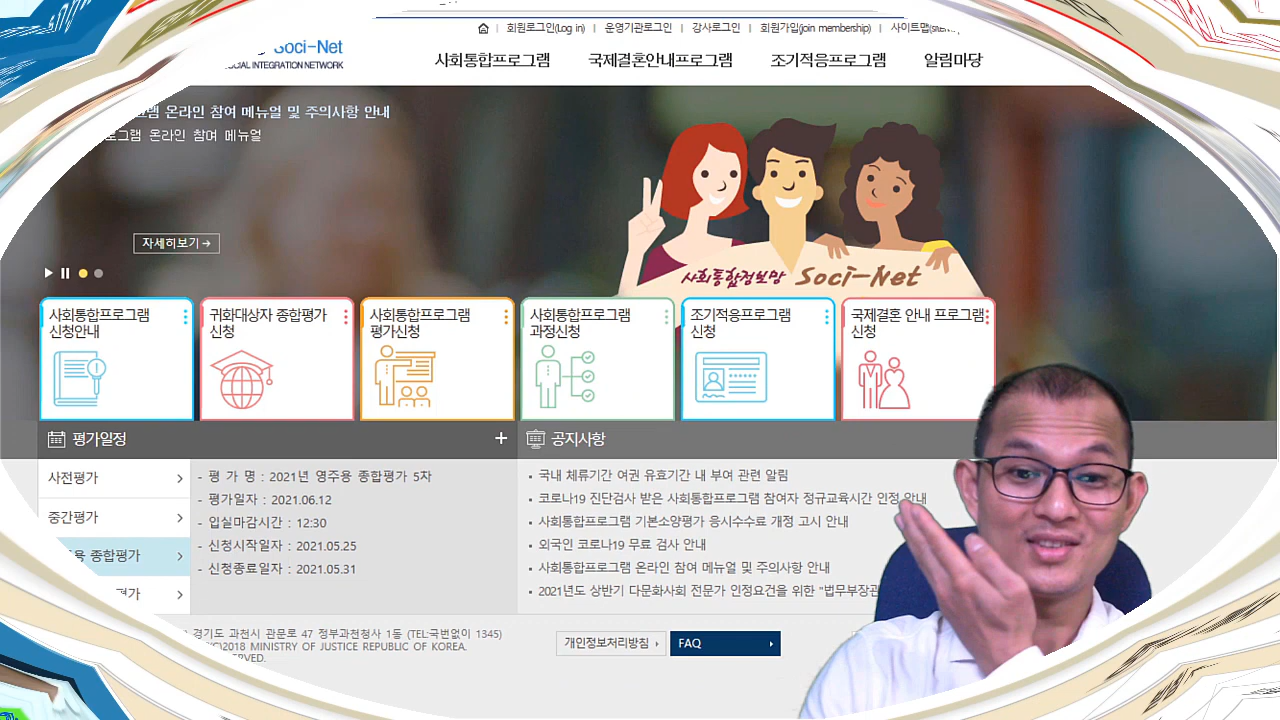 회원로그인(Log in) | 운영기관로그인 | 강사로그인 | 회원가입(join membership) | 사이트맵
Soci-Net
SOCIAL INTEGRATION NETWORK
사회통합프로그램 국제결혼안내프로그램 조기적응프로그램 알림마당
온라인 참여 메뉴얼 및 주의사항 안내
온라인 참여 메뉴얼
자세히보기→
사회통합정보망 Soci-Net
사회통합프로그램
신청안내
귀화대상자 종합평가
신청
사회통합프로그램
평가신청
사회통합프로그램
과정신청
조기적응프로그램
신청
국제결혼 안내 프로그램
신청
평가일정 +
사전평가
중간평가
종합평가
- 평 가 명 : 2021년 영주용 종합평가 5차
- 평가일자 : 2021.06.12
- 입실마감시간 : 12:30
- 신청시작일자 : 2021.05.25
- 신청종료일자 : 2021.05.31
공지사항
국내 체류기간 여권 유효기간 내 부여 관련 알림
코로나19 진단검사 받은 사회통합프로그램 참여자 정규교육시간 인정 안내
사회통합프로그램 기본소양평가 응시수수료 개정 고시 안내
외국인 코로나19 무료 검사 안내
사회통합프로그램 온라인 참여 메뉴얼 및 주의사항 안내
2021년도 상반기 다문화사회 전문가 인정요건을 위한 "법무부장관
경기도 과천시 관문로 47 정부과천청사 1동 (TEL:국번없이 1345)
2018 MINISTRY OF JUSTICE REPUBLIC OF KOREA.
개인정보처리방침
FAQ